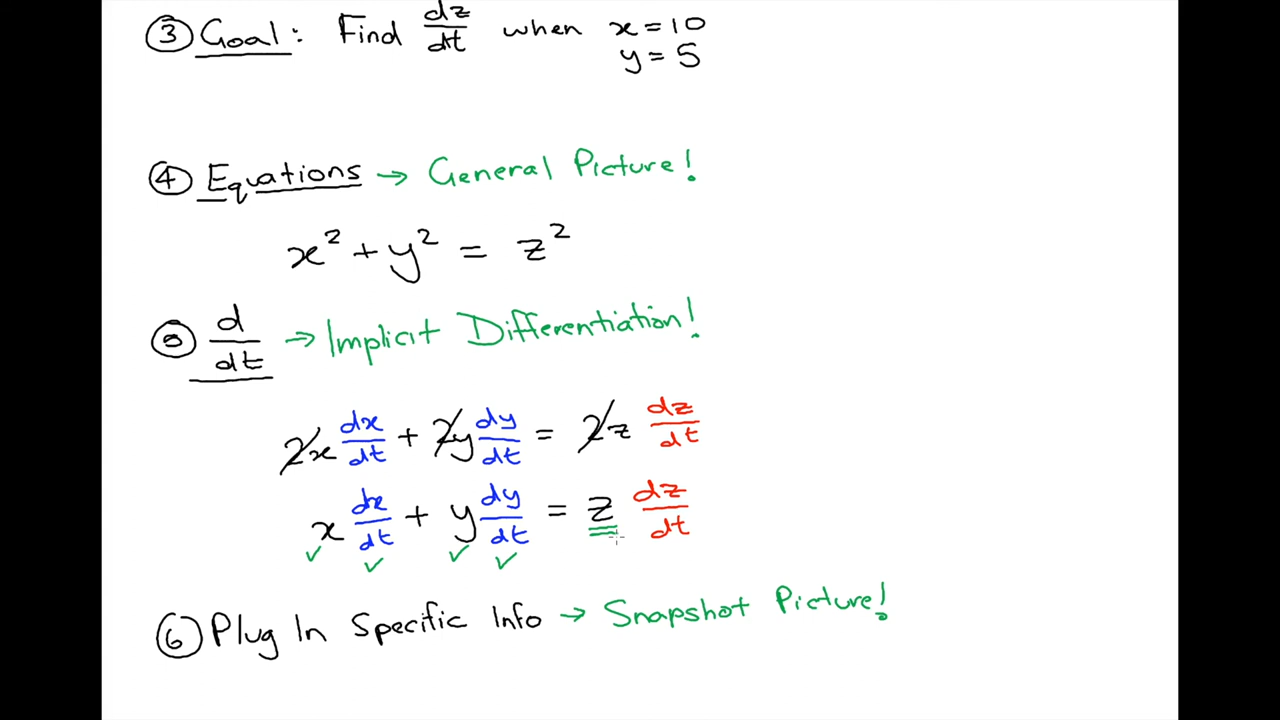 ③ Goal: Find dz/dt when x = 10
y = 5
④ Equations → General Picture!
x² + y² = z²
⑤ d/dt → Implicit Differentiation!
2x dx/dt + 2y dy/dt = 2z dz/dt
x dx/dt + y dy/dt = z dz/dt
✓ ✓ ✓ ✓
⑥ Plug In Specific Info → Snapshot Picture!